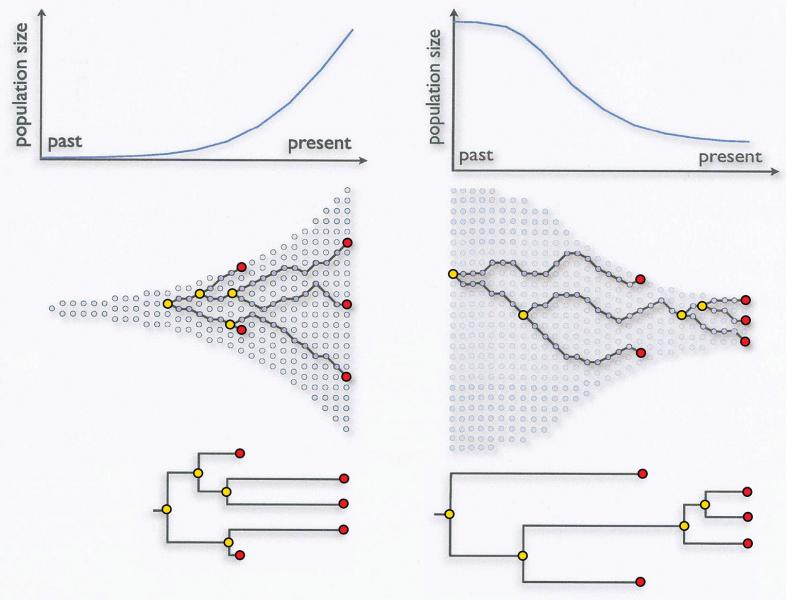 population size
past
present
population size
past
present